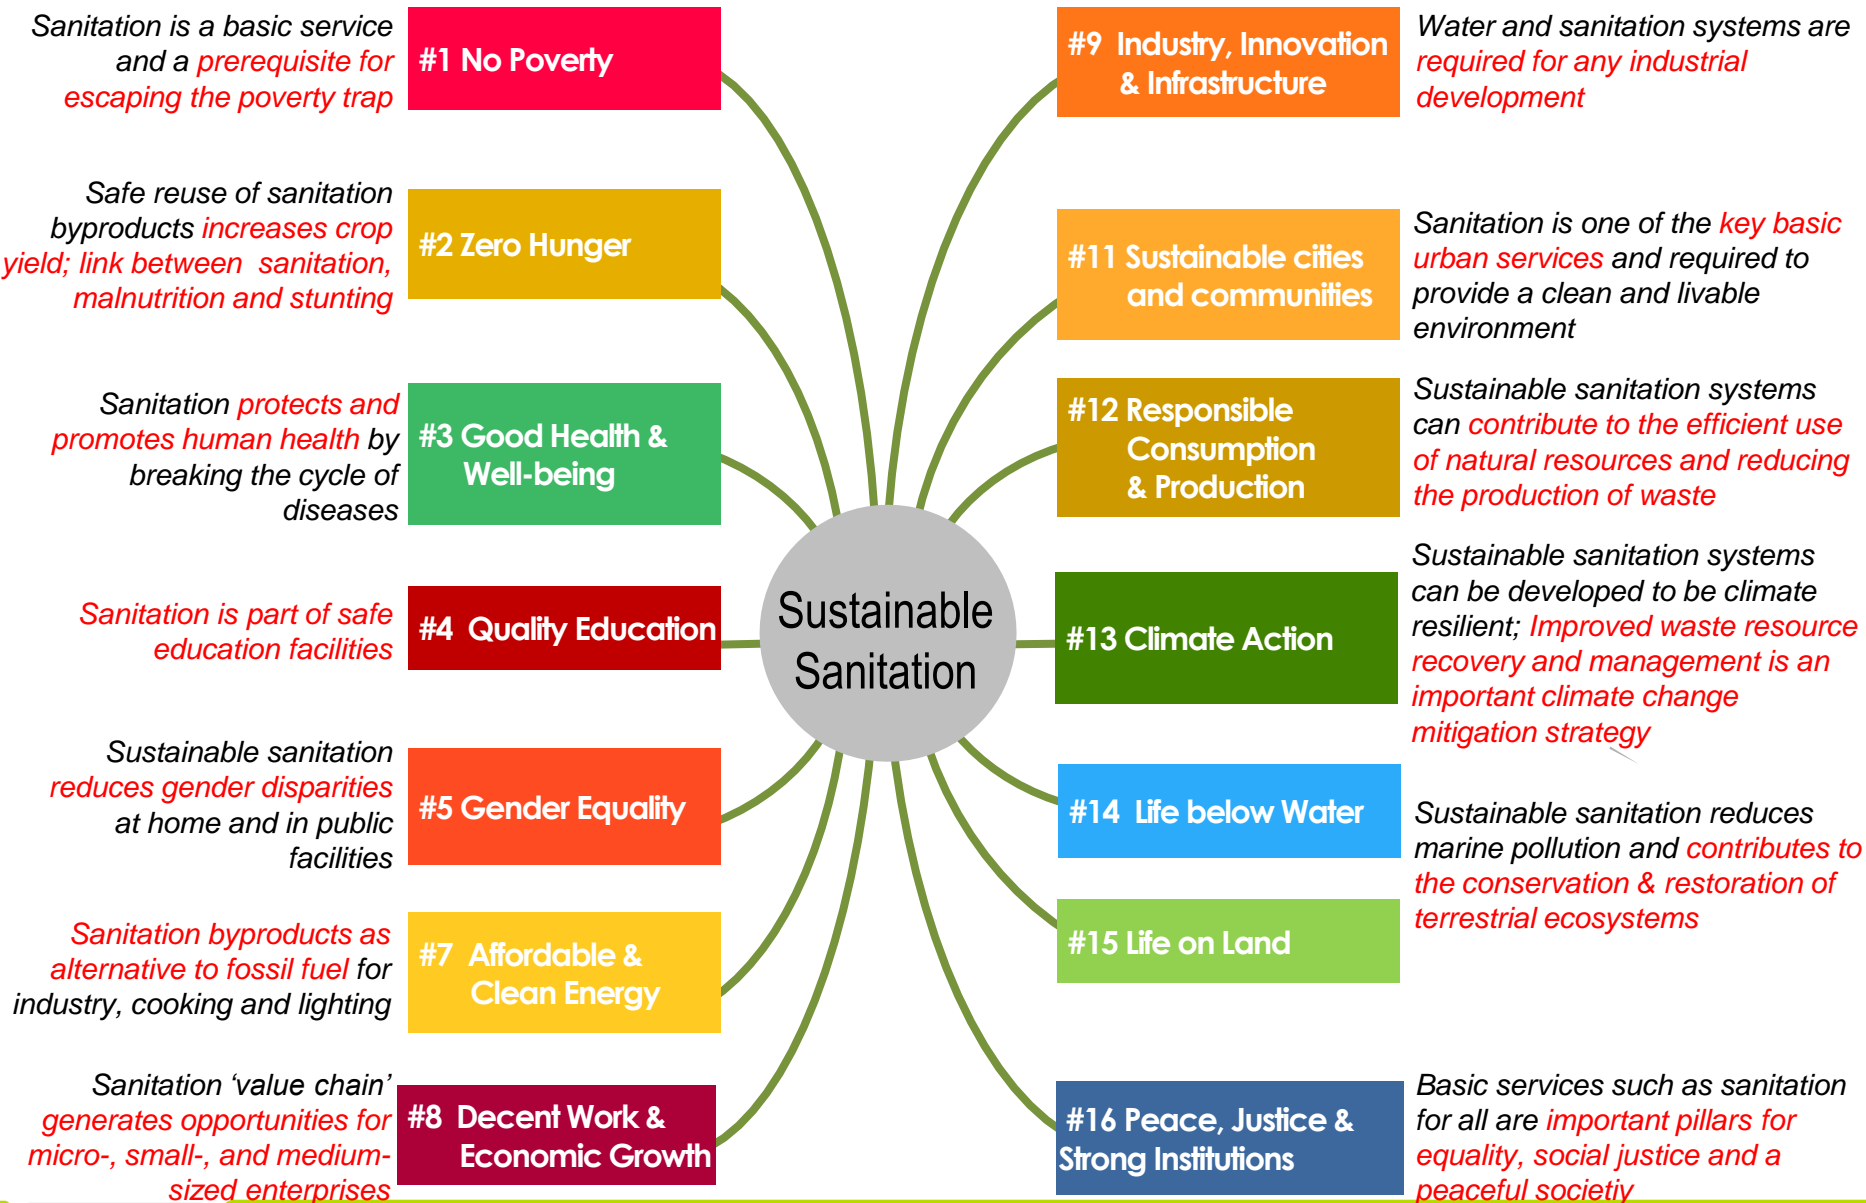 Sanitation is a basic service
and a prerequisite for
escaping the poverty trap
#1 No Poverty
Safe reuse of sanitation
byproducts increases crop
yield; link between sanitation,
malnutrition and stunting
#2 Zero Hunger
Sanitation protects and
promotes human health by
breaking the cycle of
diseases
#3 Good Health &
Well-being
Sanitation is part of safe
education facilities
#4 Quality Education
Sustainable sanitation
reduces gender disparities
at home and in public
facilities
#5 Gender Equality
Sanitation byproducts as
alternative to fossil fuel for
industry, cooking and lighting
#7 Affordable &
Clean Energy
Sanitation ‘value chain’
generates opportunities for
micro-, small-, and medium-
sized enterprises
#8 Decent Work &
Economic Growth
Sustainable
Sanitation
#9 Industry, Innovation
& Infrastructure
Water and sanitation systems are
required for any industrial
development
#11 Sustainable cities
and communities
Sanitation is one of the key basic
urban services and required to
provide a clean and livable
environment
#12 Responsible
Consumption
& Production
Sustainable sanitation systems
can contribute to the efficient use
of natural resources and reducing
the production of waste
#13 Climate Action
Sustainable sanitation systems
can be developed to be climate
resilient; Improved waste resource
recovery and management is an
important climate change
mitigation strategy
#14 Life below Water
#15 Life on Land
Sustainable sanitation reduces
marine pollution and contributes to
the conservation & restoration of
terrestrial ecosystems
#16 Peace, Justice &
Strong Institutions
Basic services such as sanitation
for all are important pillars for
equality, social justice and a
peaceful societiy